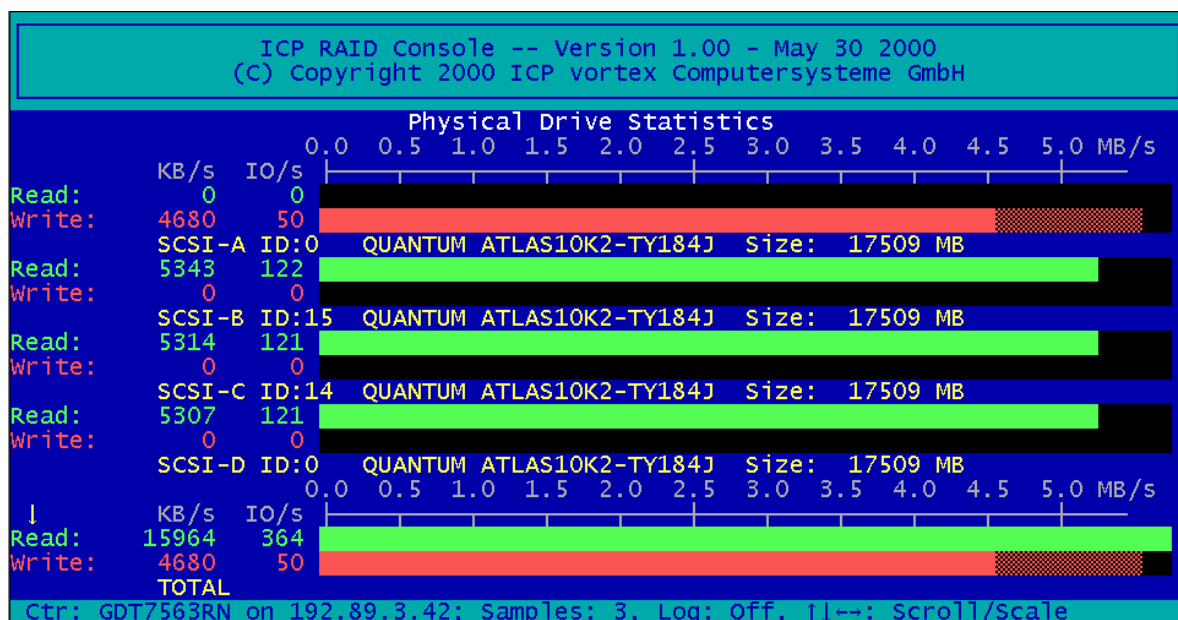 ICP RAID Console -- Version 1.00 - May 30 2000
(C) Copyright 2000 ICP vortex Computersysteme GmbH
Physical Drive Statistics
0.0 0.5 1.0 1.5 2.0 2.5 3.0 3.5 4.0 4.5 5.0 MB/s
KB/s IO/s
Read: 0 0
Write: 4680 50
SCSI-A ID:0 QUANTUM ATLAS10K2-TY184J Size: 17509 MB
Read: 5343 122
Write: 0 0
SCSI-B ID:15 QUANTUM ATLAS10K2-TY184J Size: 17509 MB
Read: 5314 121
Write: 0 0
SCSI-C ID:14 QUANTUM ATLAS10K2-TY184J Size: 17509 MB
Read: 5307 121
Write: 0 0
SCSI-D ID:0 QUANTUM ATLAS10K2-TY184J Size: 17509 MB
0.0 0.5 1.0 1.5 2.0 2.5 3.0 3.5 4.0 4.5 5.0 MB/s
↓ KB/s IO/s
Read: 15964 364
Write: 4680 50
TOTAL
Ctr: GDT7563RN on 192.89.3.42; Samples: 3, Log: Off, ↑↓←→: Scroll/Scale